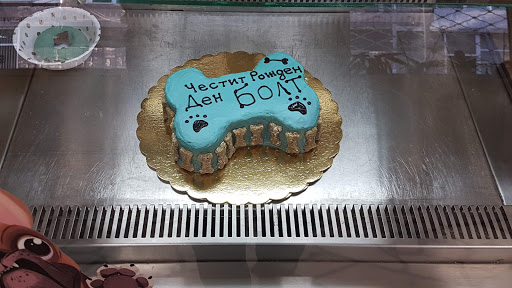 Честит Рожден
Ден Болт